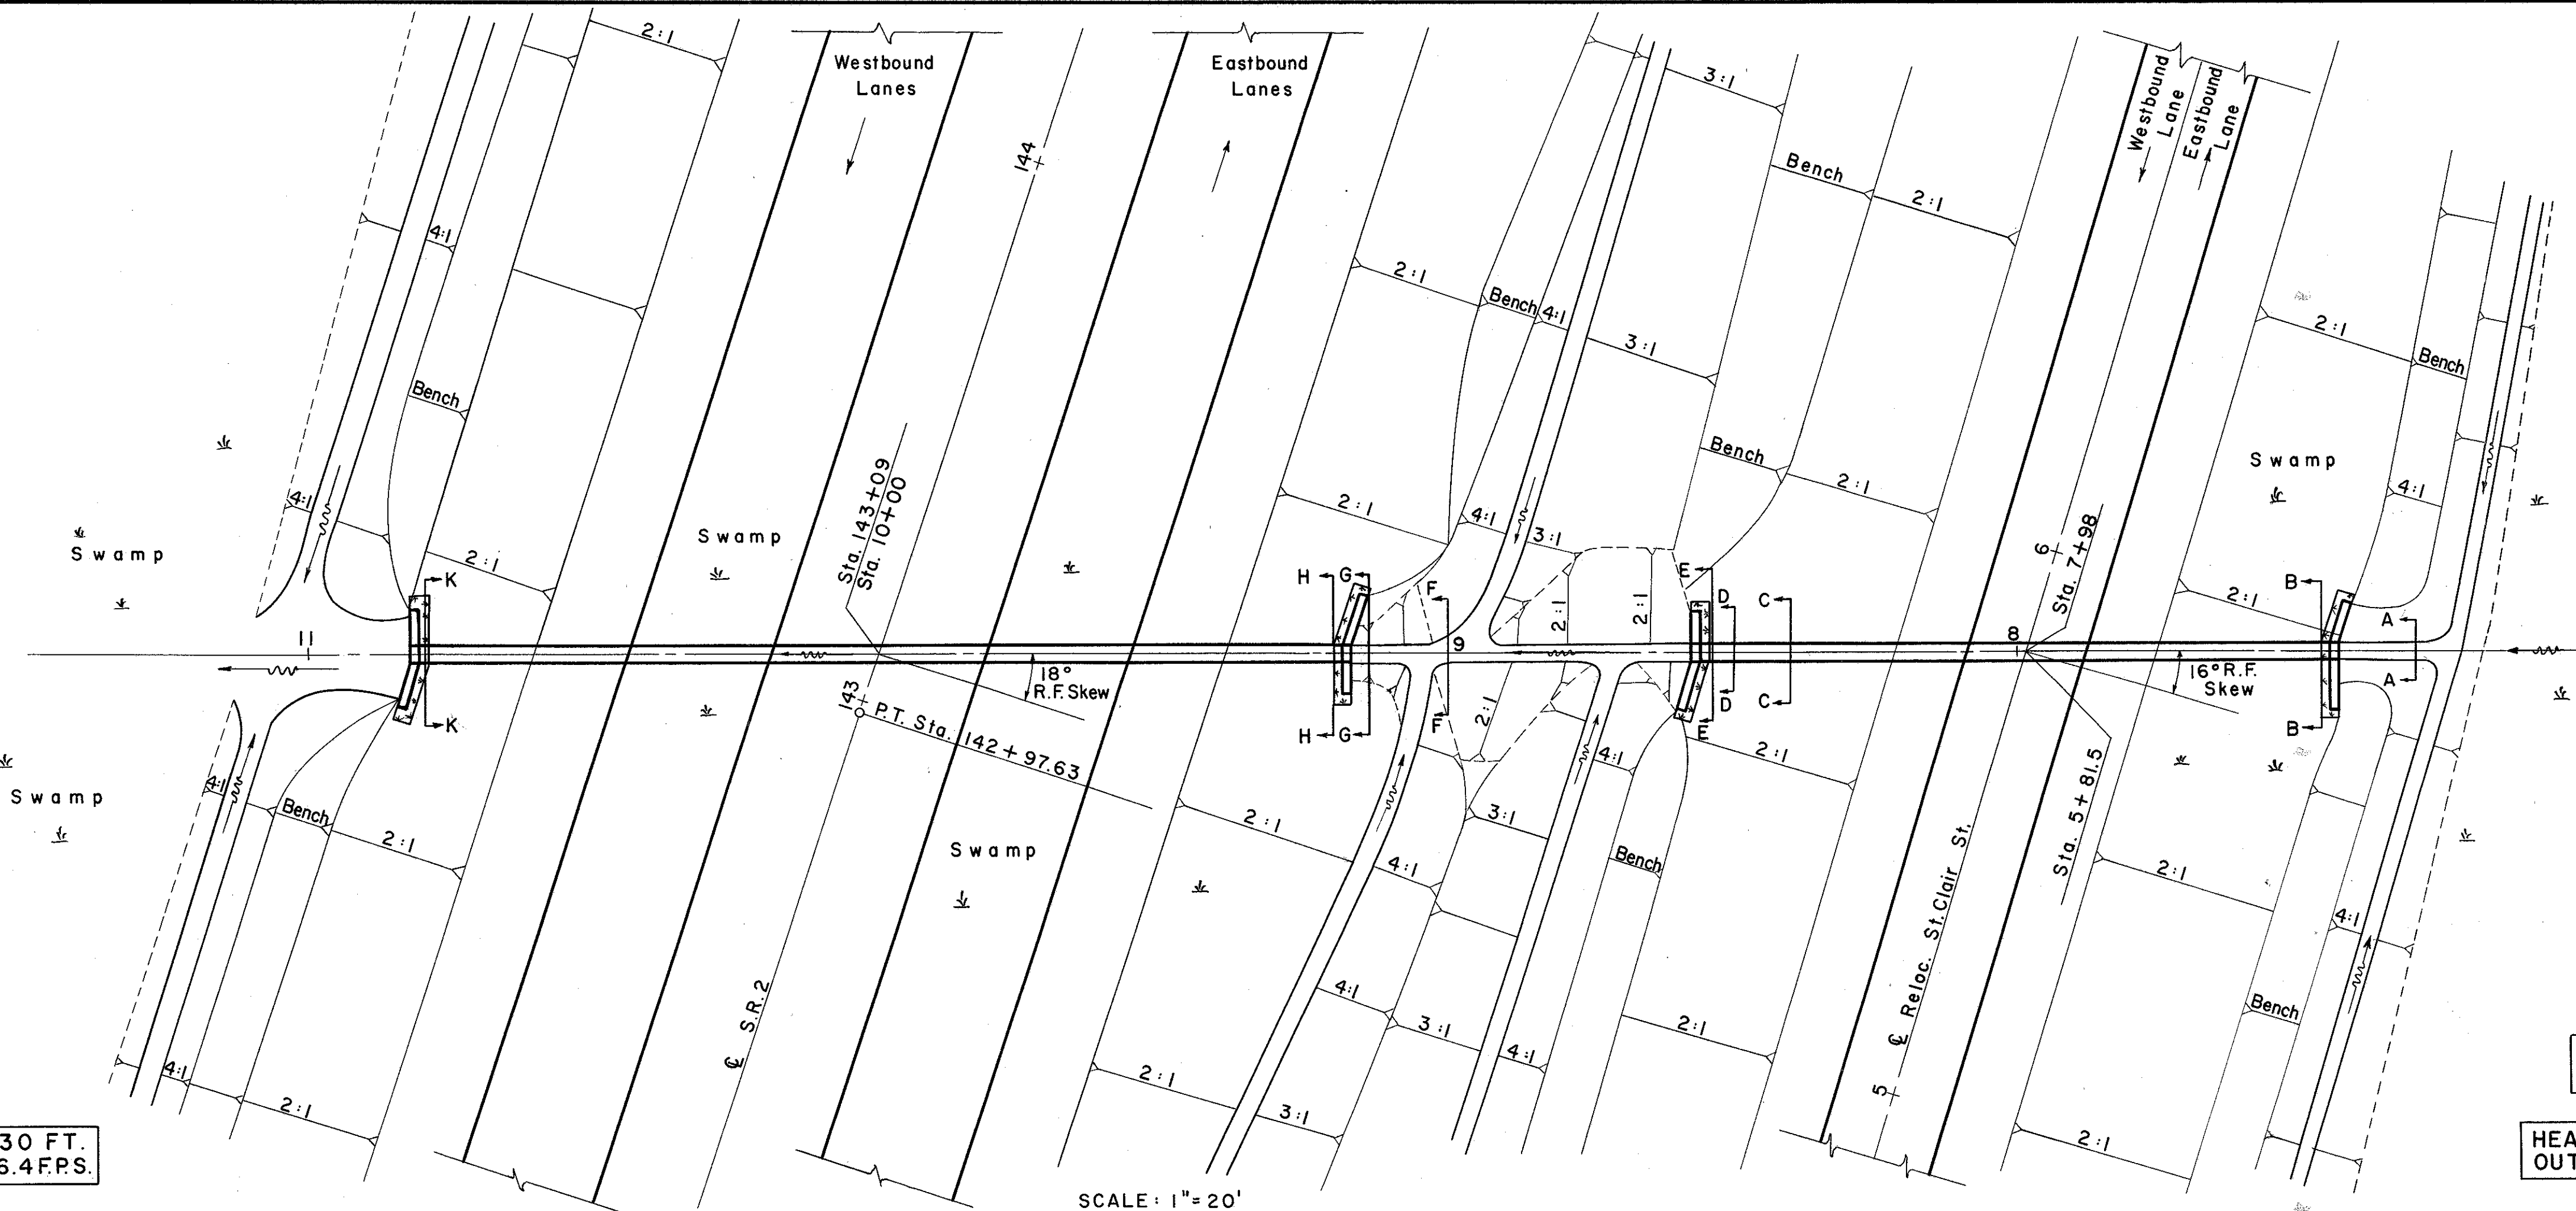 2:1
Westbound
Lanes
Eastbound
Lanes
144
3:1
Westbound
Lane
Eastbound
Lane
Bench
2:1
4:1
2:1
Bench
4:1
3:1
2:1
Bench
Bench
Bench
2:1
Swamp
4:1
4:1
2:1
4:1
3:1
Swamp
Swamp
2:1
Sta. 143+09
Sta. 10+00
6
Sta. 7+98
K
H
G
F
2:1
2:1
E
D
C
B
2:1
A
11
9
8
18°
R.F. Skew
16° R.F.
Skew
K
H
G
F
E
D
C
B
A
143
P.T. Sta. 142+97.63
2:1
4:1
2:1
Sta. 5+81.5
4:1
Swamp
Bench
2:1
2:1
3:1
Swamp
4:1
Bench
2:1
4:1
℄ S.R. 2
4:1
3:1
4:1
2:1
℄ Reloc. St. Clair St.
Bench
5
4:1
2:1
2:1
3:1
2:1
30 FT.
6.4 F.P.S.
HEA
OUT
SCALE: 1"=20'